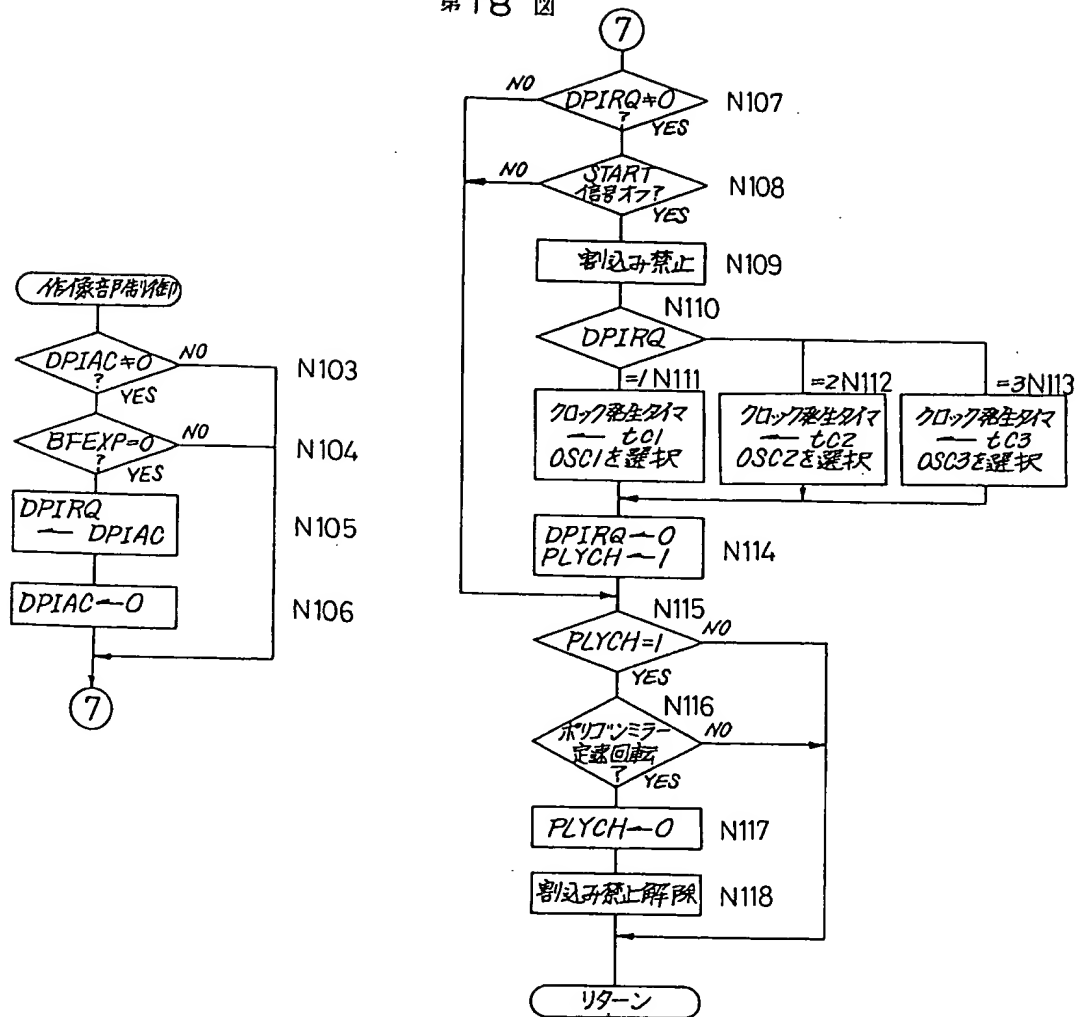 第18図
作像部制御
DPIAC≠0
?
NO
YES
N103
BFEXP=0
?
NO
YES
N104
DPIRQ
← DPIAC
N105
DPIAC←0
N106
7
7
DPIRQ≠0
?
NO
YES
N107
START
信号オフ?
NO
YES
N108
割込み禁止
N109
N110
DPIRQ
=1 N111
=2 N112
=3 N113
クロック発生タイマ
← tC1
OSC1を選択
クロック発生タイマ
← tC2
OSC2を選択
クロック発生タイマ
← tC3
OSC3を選択
DPIRQ←0
PLYCH←1
N114
N115
PLYCH=1
NO
YES
N116
ポリゴンミラー
定速回転
?
NO
YES
PLYCH←0
N117
割込み禁止解除
N118
リターン